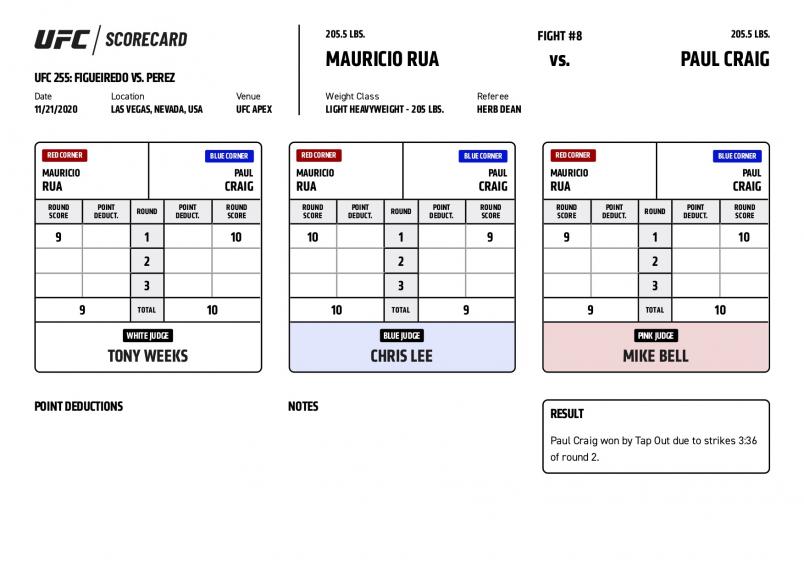 UFC / SCORECARD
UFC 255: FIGUEIREDO VS. PEREZ
Date Location Venue
11/21/2020 LAS VEGAS, NEVADA, USA UFC APEX
205.5 LBS. FIGHT #8 205.5 LBS.
MAURICIO RUA vs. PAUL CRAIG
Weight Class Referee
LIGHT HEAVYWEIGHT - 205 LBS. HERB DEAN
RED CORNER BLUE CORNER
MAURICIO PAUL
RUA CRAIG
ROUND SCORE POINT DEDUCT. ROUND POINT DEDUCT. ROUND SCORE
9 1 10
2
3
9 TOTAL 10
WHITE JUDGE
TONY WEEKS
RED CORNER BLUE CORNER
MAURICIO PAUL
RUA CRAIG
ROUND SCORE POINT DEDUCT. ROUND POINT DEDUCT. ROUND SCORE
10 1 9
2
3
10 TOTAL 9
BLUE JUDGE
CHRIS LEE
RED CORNER BLUE CORNER
MAURICIO PAUL
RUA CRAIG
ROUND SCORE POINT DEDUCT. ROUND POINT DEDUCT. ROUND SCORE
9 1 10
2
3
9 TOTAL 10
PINK JUDGE
MIKE BELL
POINT DEDUCTIONS
NOTES
RESULT
Paul Craig won by Tap Out due to strikes 3:36
of round 2.